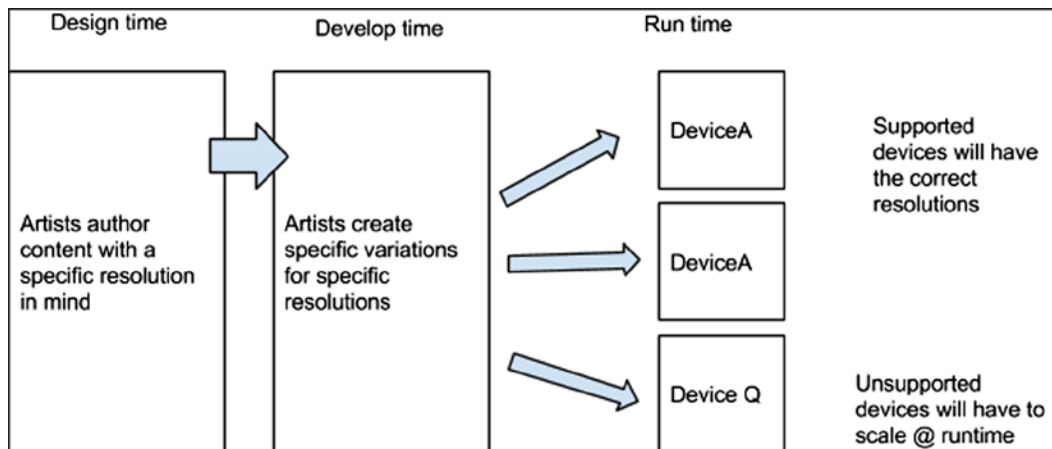 Design time
Develop time
Run time
Artists author
content with a
specific resolution
in mind
Artists create
specific variations
for specific
resolutions
DeviceA
DeviceA
Device Q
Supported
devices will have
the correct
resolutions
Unsupported
devices will have to
scale @ runtime